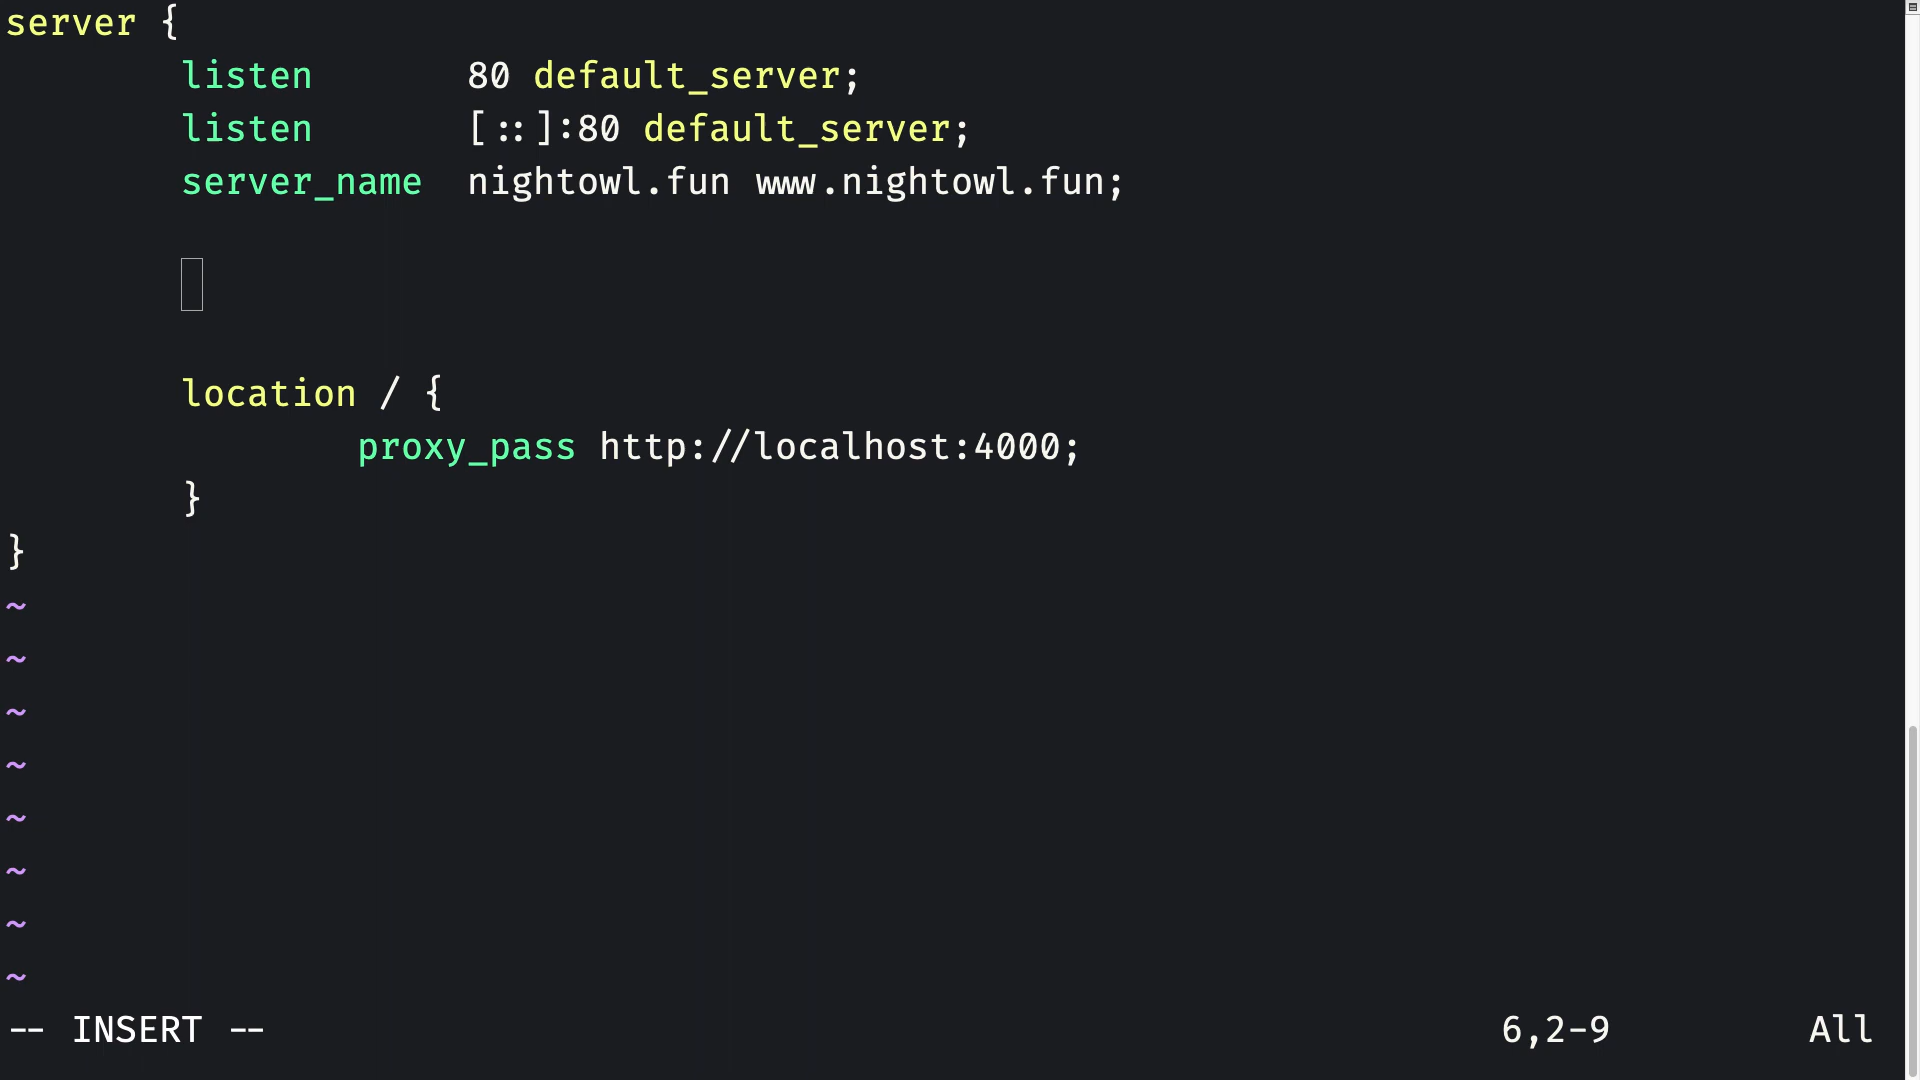 server {
        listen       80 default_server;
        listen       [::]:80 default_server;
        server_name  nightowl.fun www.nightowl.fun;
        location / {
                proxy_pass http://localhost:4000;
        }
}
~
~
~
~
~
~
~
~
-- INSERT --                                                         6,2-9         All